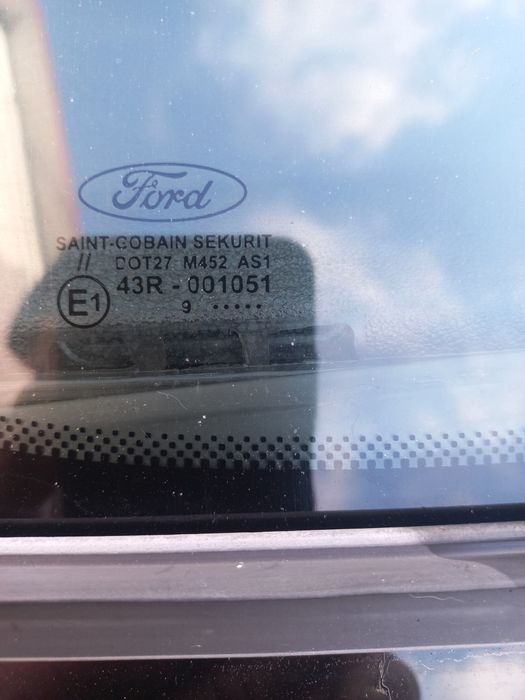 Ford
SAINT-GOBAIN SEKURIT
// DOT27 M452 AS1
E1 43R - 001051
9 •••••